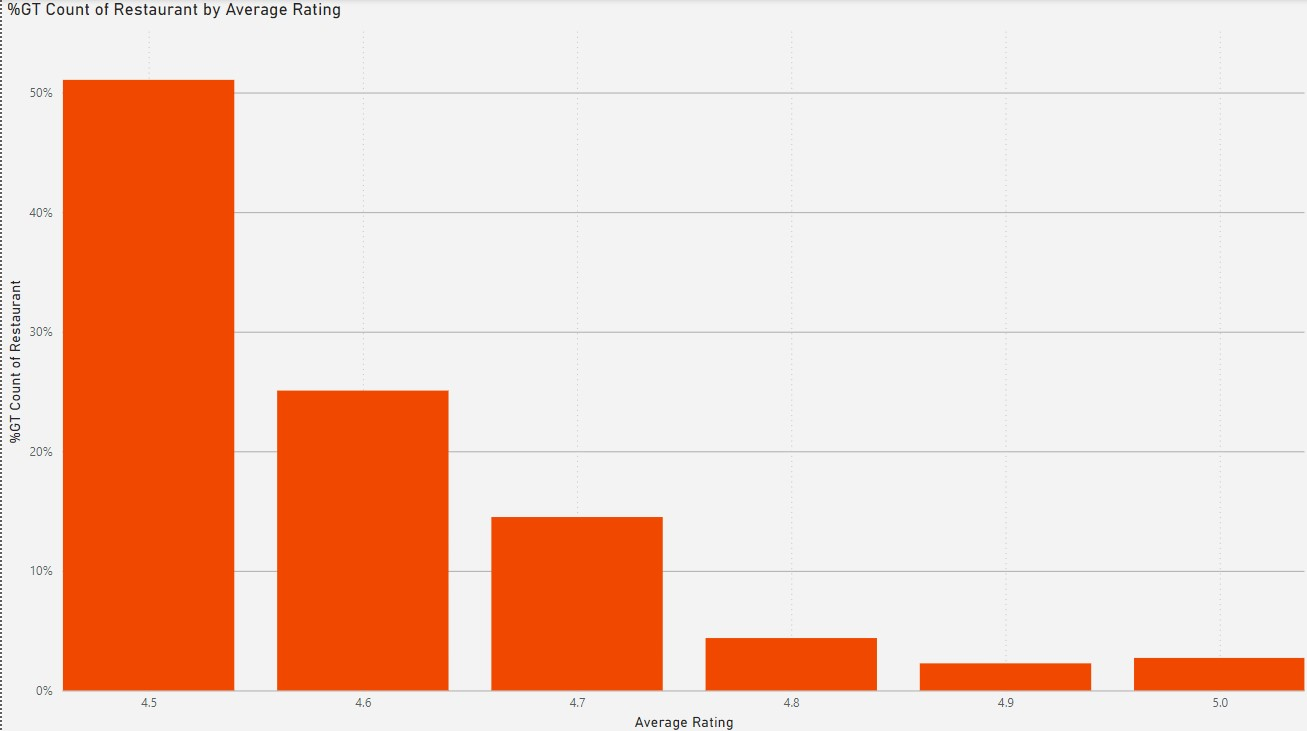 %GT Count of Restaurant by Average Rating
%GT Count of Restaurant
50%
40%
30%
20%
10%
0%
4.5 4.6 4.7 4.8 4.9 5.0
Average Rating